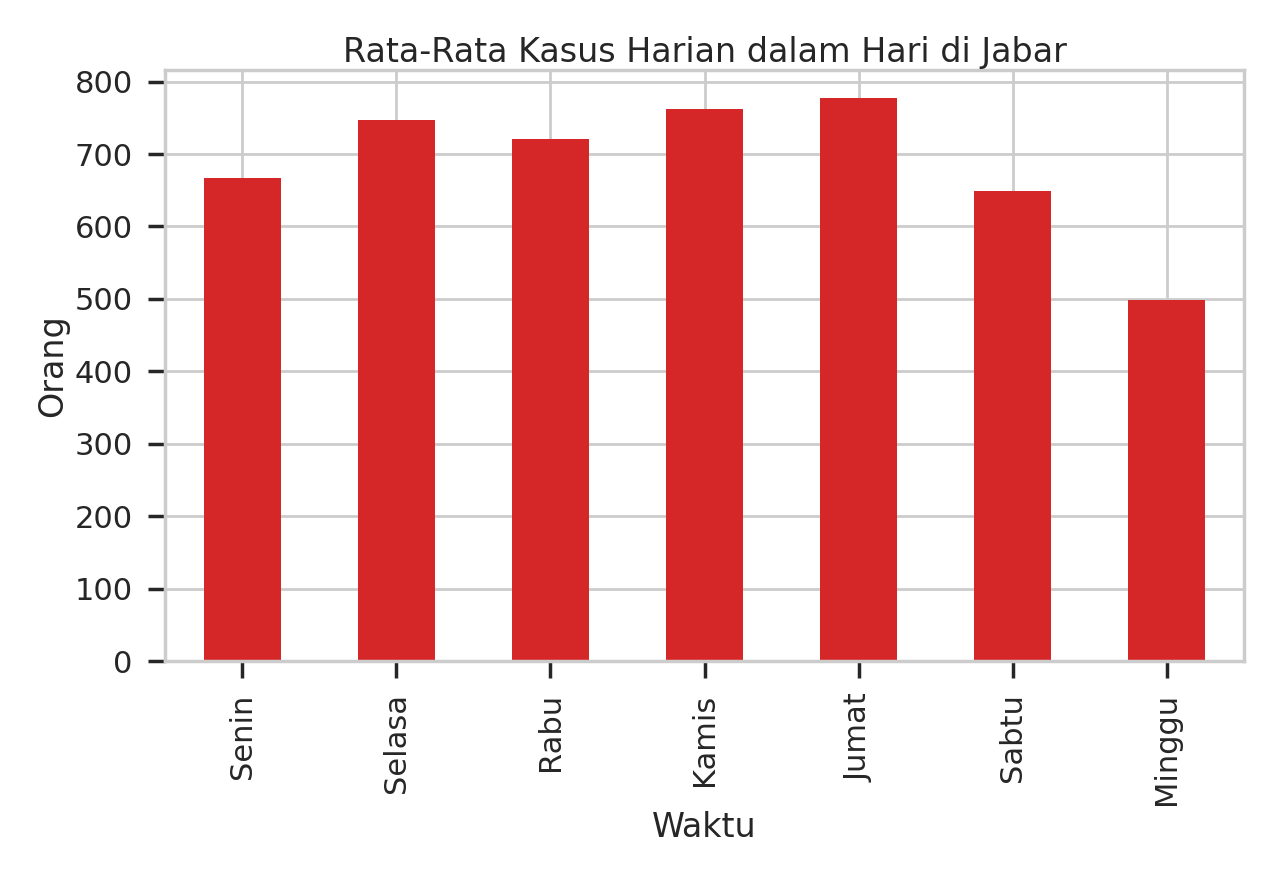 Rata-Rata Kasus Harian dalam Hari di Jabar
800
700
600
500
400
300
200
100
0
Orang
Senin
Selasa
Rabu
Kamis
Jumat
Sabtu
Minggu
Waktu